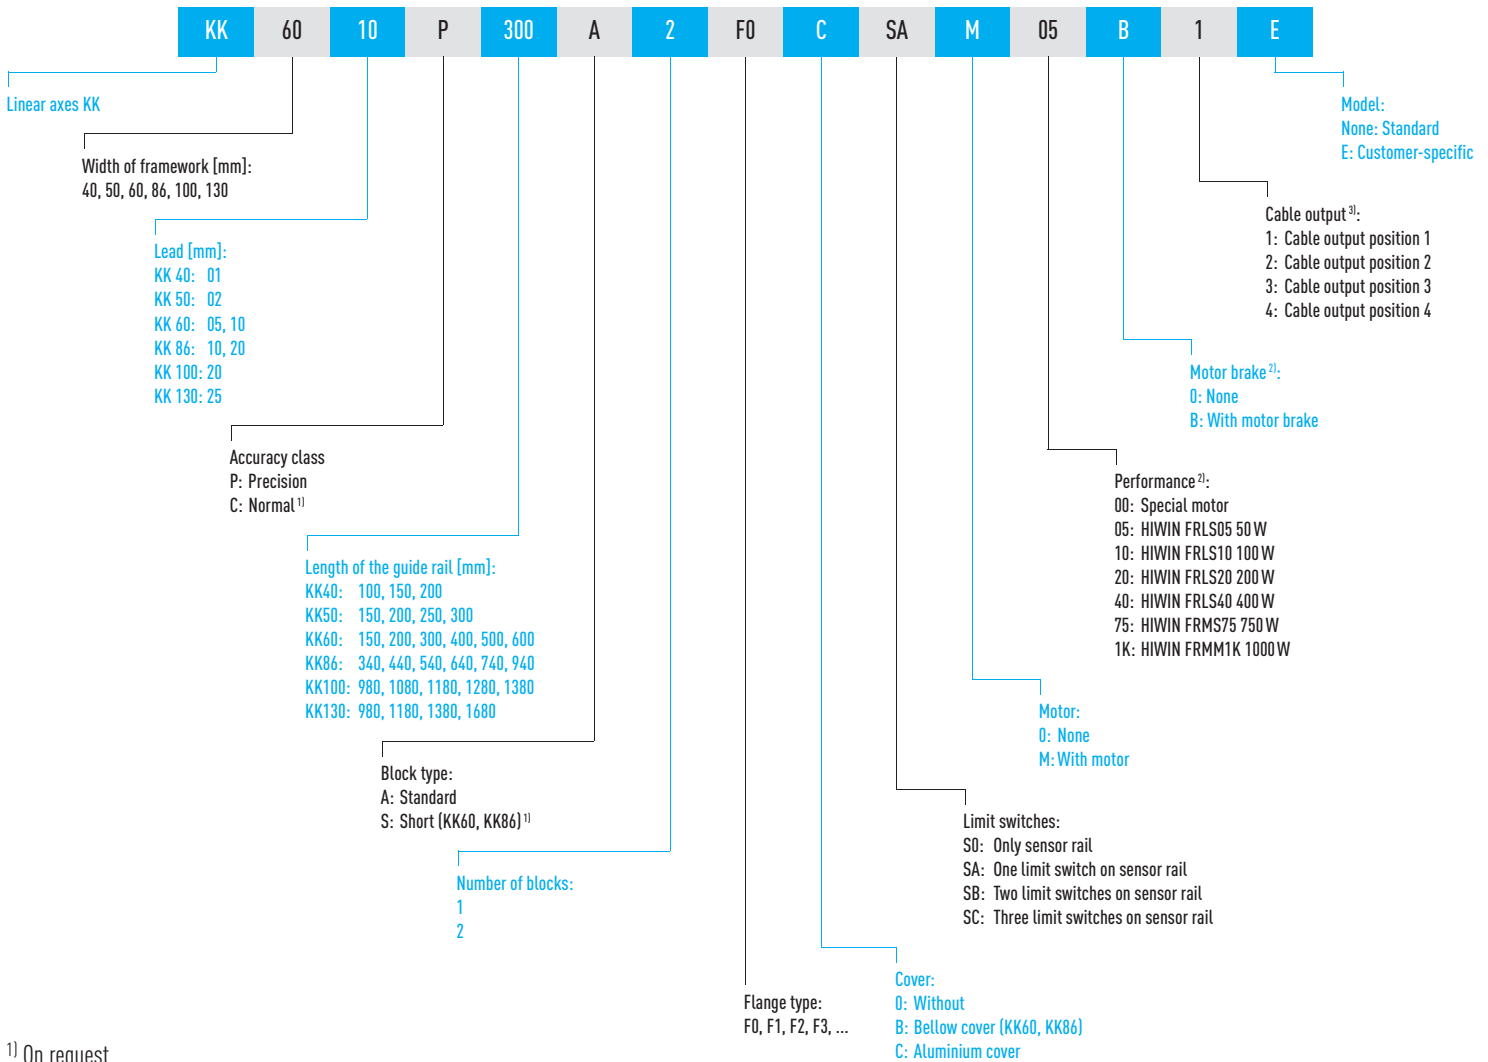 KK 60 10 P 300 A 2 F0 C SA M 05 B 1 E
Linear axes KK
Width of framework [mm]:
40, 50, 60, 86, 100, 130
Lead [mm]:
KK 40: 01
KK 50: 02
KK 60: 05, 10
KK 86: 10, 20
KK 100: 20
KK 130: 25
Accuracy class
P: Precision
C: Normal 1)
Length of the guide rail [mm]:
KK40: 100, 150, 200
KK50: 150, 200, 250, 300
KK60: 150, 200, 300, 400, 500, 600
KK86: 340, 440, 540, 640, 740, 940
KK100: 980, 1080, 1180, 1280, 1380
KK130: 980, 1180, 1380, 1680
Block type:
A: Standard
S: Short (KK60, KK86) 1)
Number of blocks:
1
2
Flange type:
F0, F1, F2, F3, ...
Cover:
0: Without
B: Bellow cover (KK60, KK86)
C: Aluminium cover
Limit switches:
S0: Only sensor rail
SA: One limit switch on sensor rail
SB: Two limit switches on sensor rail
SC: Three limit switches on sensor rail
Motor:
0: None
M: With motor
Performance 2):
00: Special motor
05: HIWIN FRLS05 50 W
10: HIWIN FRLS10 100 W
20: HIWIN FRLS20 200 W
40: HIWIN FRLS40 400 W
75: HIWIN FRMS75 750 W
1K: HIWIN FRMM1K 1000 W
Motor brake 2):
0: None
B: With motor brake
Cable output 3):
1: Cable output position 1
2: Cable output position 2
3: Cable output position 3
4: Cable output position 4
Model:
None: Standard
E: Customer-specific
1) On request